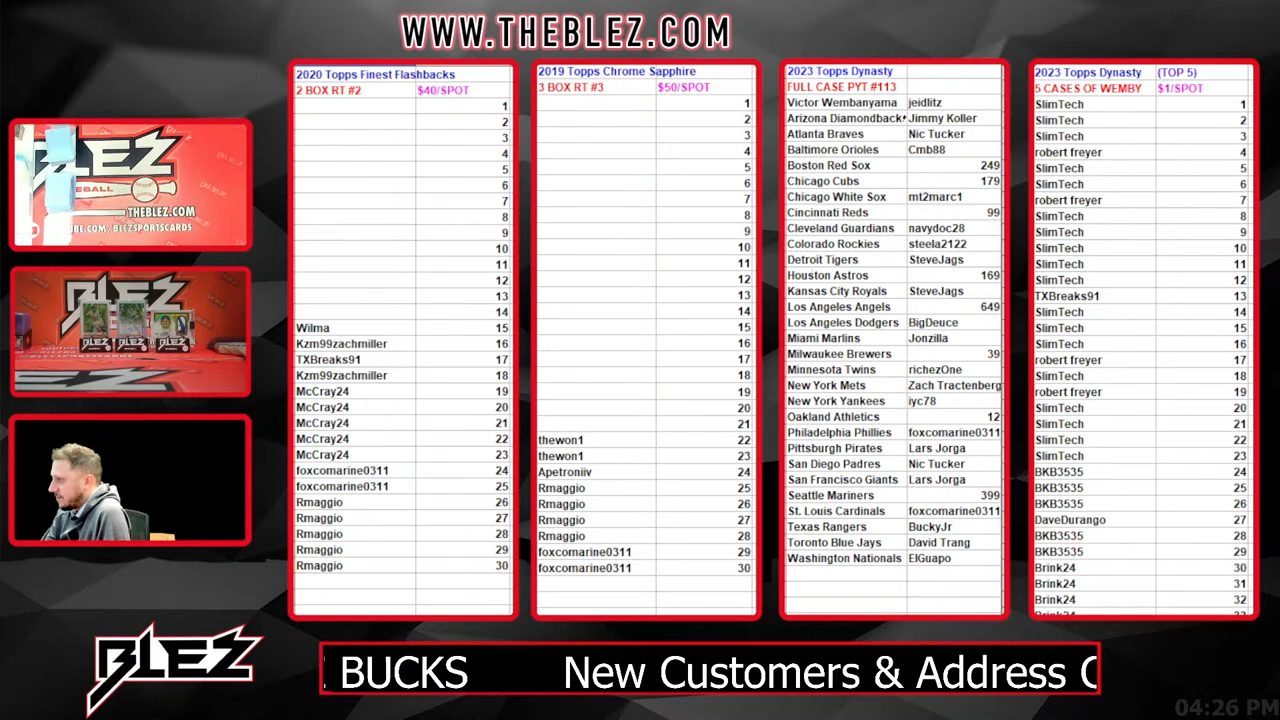 WWW.THEBLEZ.COM
2020 Topps Finest Flashbacks
2 BOX RT #2 $40/SPOT
1
2
3
4
5
6
7
8
9
10
11
12
13
14
Wilma 15
Kzm99zachmiller 16
TXBreaks91 17
Kzm99zachmiller 18
McCray24 19
McCray24 20
McCray24 21
McCray24 22
McCray24 23
foxcomarine0311 24
foxcomarine0311 25
Rmaggio 26
Rmaggio 27
Rmaggio 28
Rmaggio 29
Rmaggio 30
2019 Topps Chrome Sapphire
3 BOX RT #3 $50/SPOT
1
2
3
4
5
6
7
8
9
10
11
12
13
14
15
16
17
18
19
20
21
thewon1 22
thewon1 23
Apetroniiv 24
Rmaggio 25
Rmaggio 26
Rmaggio 27
Rmaggio 28
foxcomarine0311 29
foxcomarine0311 30
2023 Topps Dynasty
FULL CASE PYT #113
Victor Wembanyama jeidlitz
Arizona Diamondback Jimmy Koller
Atlanta Braves Nic Tucker
Baltimore Orioles Cmb88
Boston Red Sox 249
Chicago Cubs 179
Chicago White Sox mt2marc1
Cincinnati Reds 99
Cleveland Guardians navydoc28
Colorado Rockies steela2122
Detroit Tigers SteveJags
Houston Astros 169
Kansas City Royals SteveJags
Los Angeles Angels 649
Los Angeles Dodgers BigDeuce
Miami Marlins Jonzilla
Milwaukee Brewers 39
Minnesota Twins richezOne
New York Mets Zach Tractenberg
New York Yankees iyc78
Oakland Athletics 12
Philadelphia Phillies foxcomarine0311
Pittsburgh Pirates Lars Jorga
San Diego Padres Nic Tucker
San Francisco Giants Lars Jorga
Seattle Mariners 399
St. Louis Cardinals foxcomarine0311
Texas Rangers BuckyJr
Toronto Blue Jays David Trang
Washington Nationals ElGuapo
2023 Topps Dynasty (TOP 5)
5 CASES OF WEMBY $1/SPOT
SlimTech 1
SlimTech 2
SlimTech 3
robert freyer 4
SlimTech 5
SlimTech 6
robert freyer 7
SlimTech 8
SlimTech 9
SlimTech 10
SlimTech 11
SlimTech 12
TXBreaks91 13
SlimTech 14
SlimTech 15
SlimTech 16
robert freyer 17
SlimTech 18
robert freyer 19
SlimTech 20
SlimTech 21
SlimTech 22
SlimTech 23
BKB3535 24
BKB3535 25
BKB3535 26
DaveDurango 27
BKB3535 28
BKB3535 29
Brink24 30
Brink24 31
Brink24 32
Brink24 33
BLEZ
THEBLEZ.COM
BLEZ
BLEZ
BUCKS New Customers & Address
04:26 PM